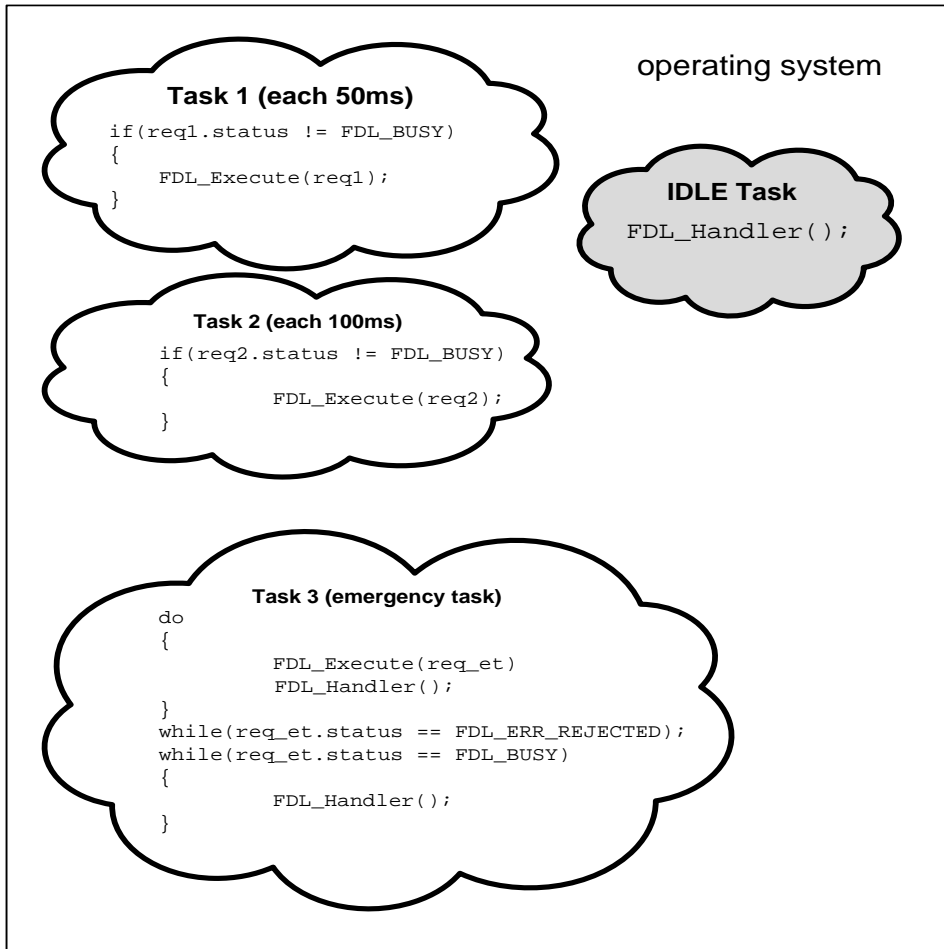 operating system
Task 1 (each 50ms)
if(req1.status != FDL_BUSY)
{
FDL_Execute(req1);
}
IDLE Task
FDL_Handler();
Task 2 (each 100ms)
if(req2.status != FDL_BUSY)
{
FDL_Execute(req2);
}
Task 3 (emergency task)
do
{
FDL_Execute(req_et)
FDL_Handler();
}
while(req_et.status == FDL_ERR_REJECTED);
while(req_et.status == FDL_BUSY)
{
FDL_Handler();
}